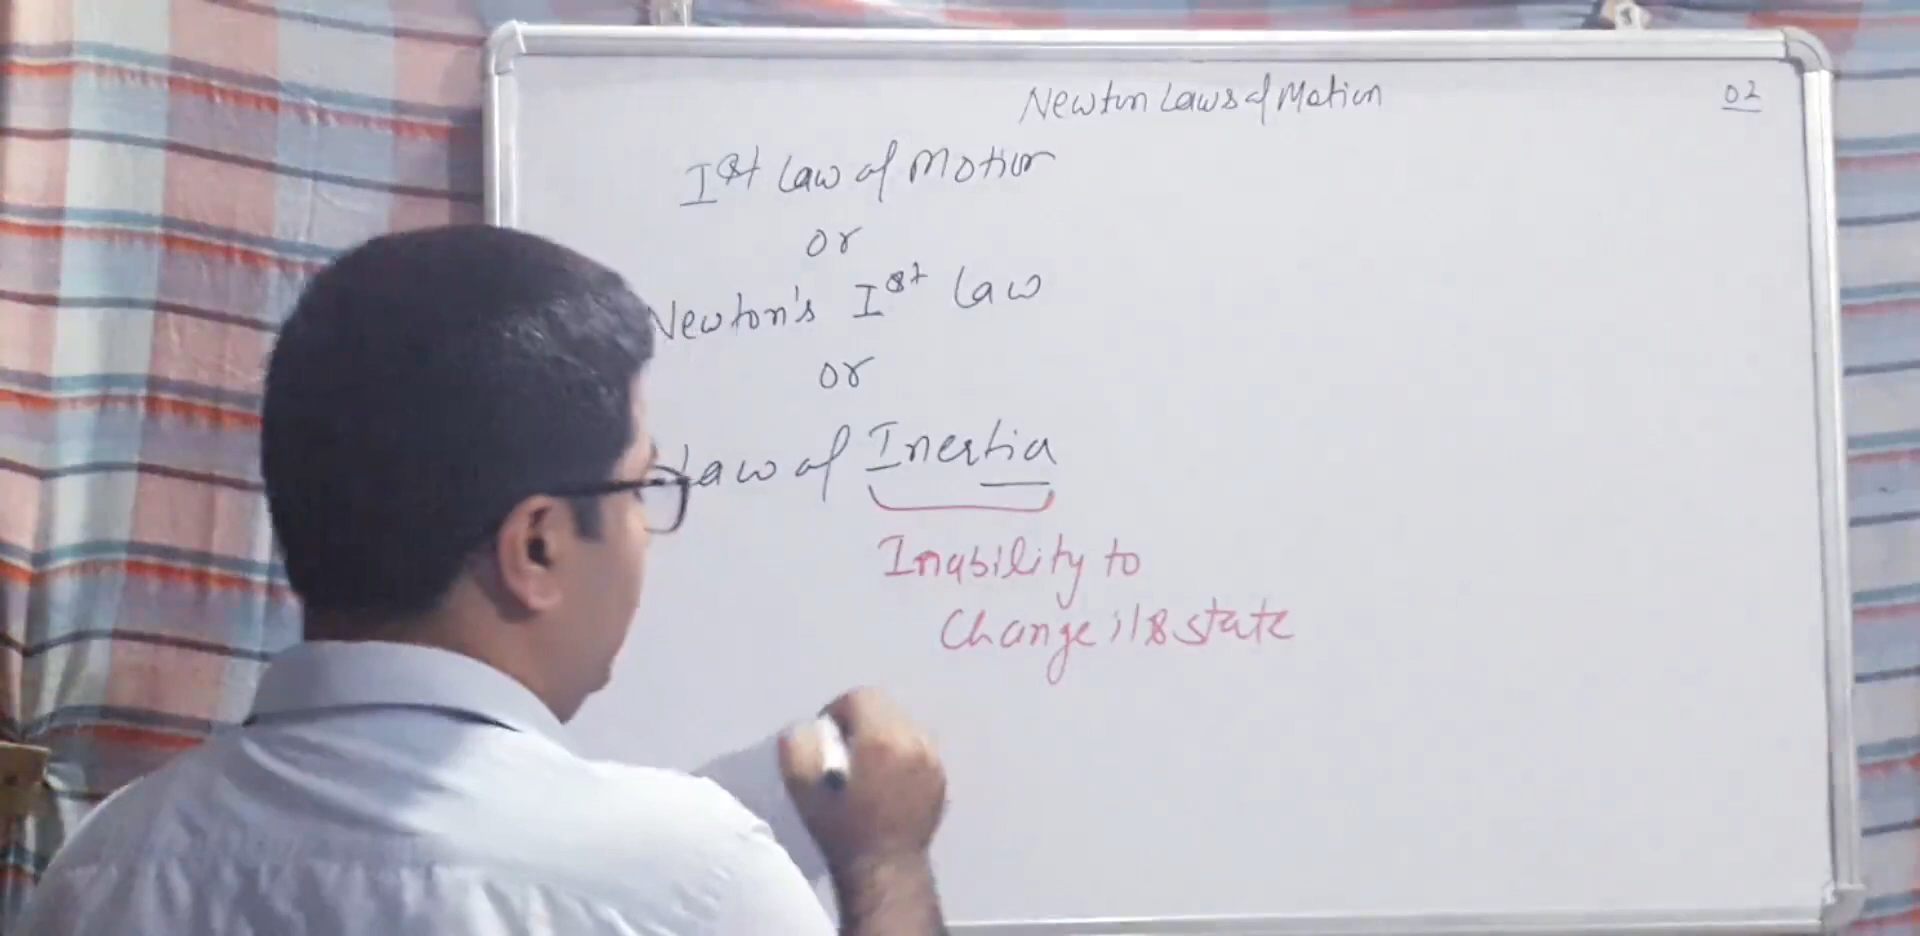 Newton Laws of Motion
02
Ist Law of Motion
or
Newton's Ist Law
or
Law of Inertia
Inability to
Change its state